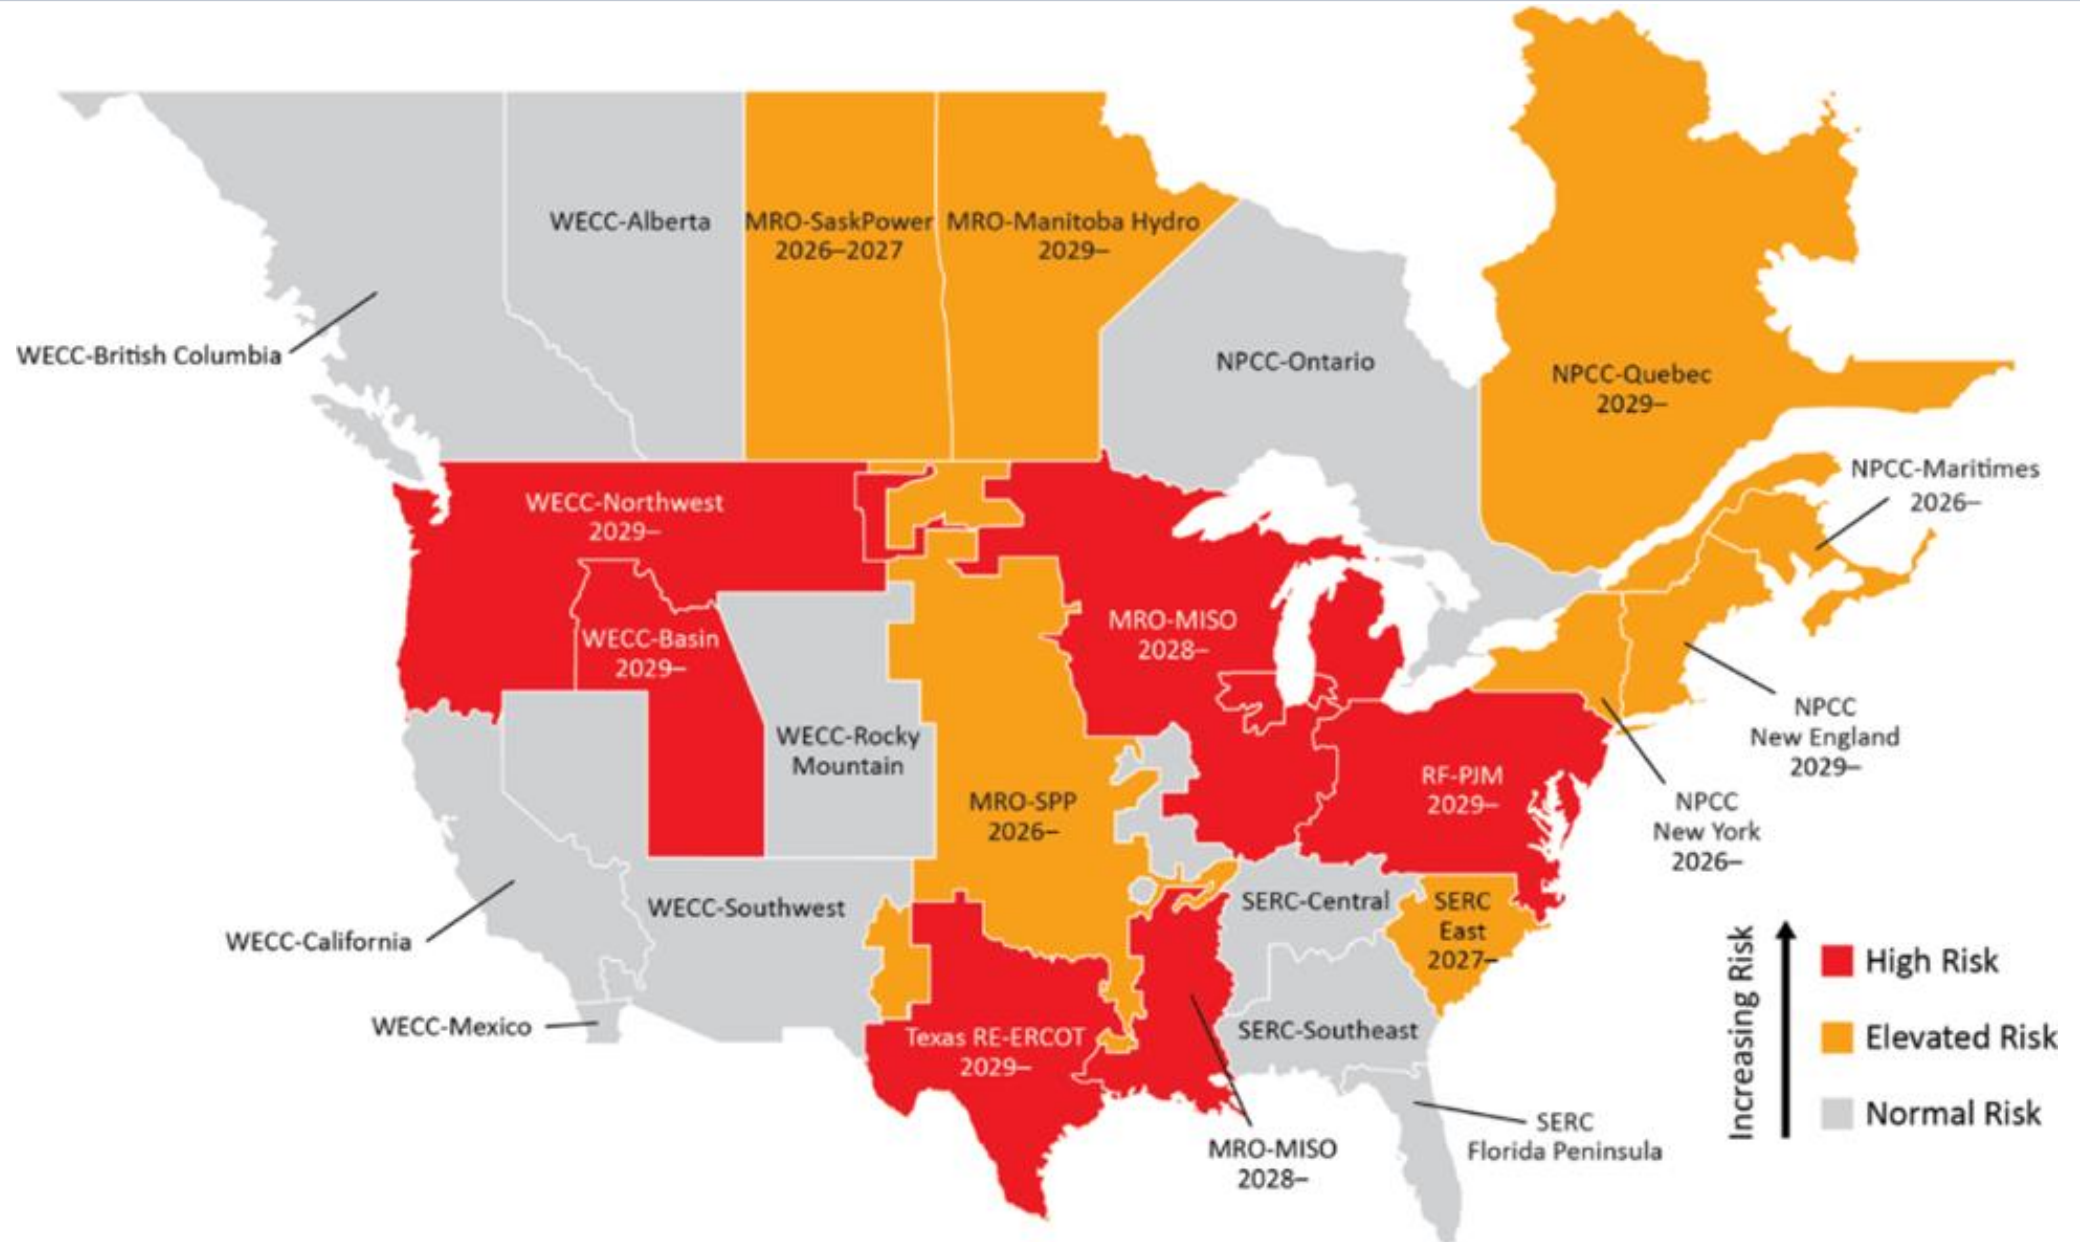 WECC-Alberta
MRO-SaskPower
2026–2027
MRO-Manitoba Hydro
2029–
WECC-British Columbia
NPCC-Ontario
NPCC-Quebec
2029–
NPCC-Maritimes
2026–
WECC-Northwest
2029–
WECC-Basin
2029–
MRO-MISO
2028–
WECC-Rocky
Mountain
MRO-SPP
2026–
RF-PJM
2029–
NPCC
New England
2029–
NPCC
New York
2026–
WECC-California
WECC-Southwest
SERC-Central
SERC
East
2027–
WECC-Mexico
Texas RE-ERCOT
2029–
SERC-Southeast
MRO-MISO
2028–
SERC
Florida Peninsula
Increasing Risk
High Risk
Elevated Risk
Normal Risk